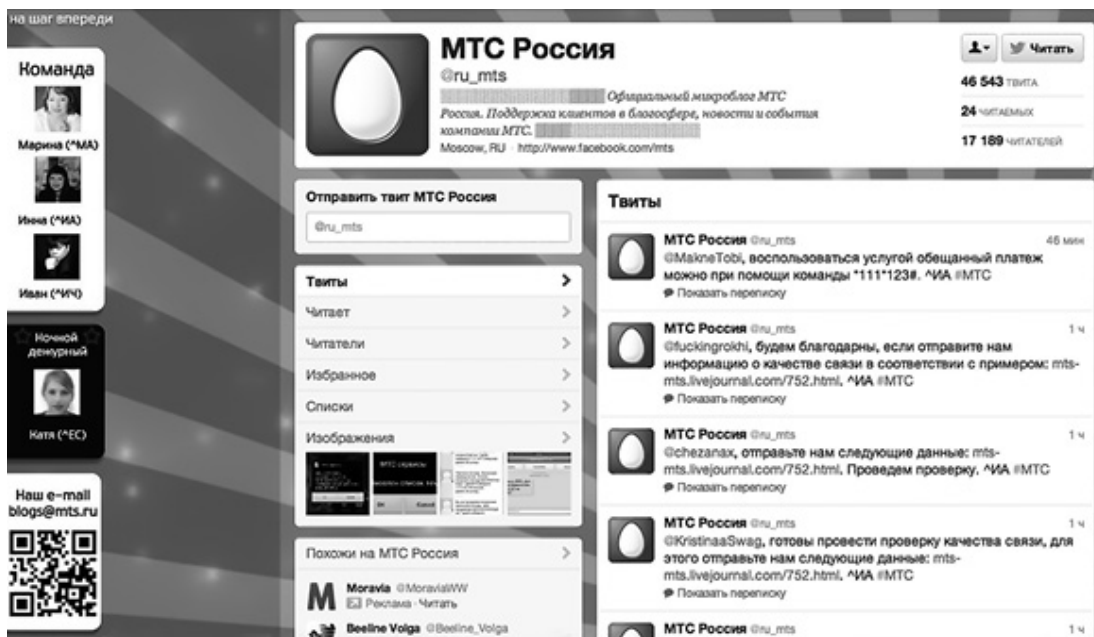 на шаг впереди
Команда
Марина (^МА)
Инна (^ИА)
Иван (^ИЧ)
Ночной
дежурный
Катя (^ЕС)
Наш e-mail
blogs@mts.ru
МТС Россия
@ru_mts
Официальный микроблог МТС
Россия. Поддержка клиентов в блогосфере, новости и события
компании МТС.
Moscow, RU · http://www.facebook.com/mts
Читать
46 543 ТВИТА
24 ЧИТАЕМЫХ
17 189 ЧИТАТЕЛЕЙ
Отправить твит МТС Россия
@ru_mts
Твиты
Читает
Читатели
Избранное
Списки
Изображения
МТС сервисы
Похожи на МТС Россия
Moravia @MoraviaWW
Реклама · Читать
Beeline Volga @Beeline_Volga
Твиты
МТС Россия @ru_mts 46 мин
@MakneTobi, воспользоваться услугой обещанный платеж
можно при помощи команды *111*123#. ^ИА #МТС
Показать переписку
МТС Россия @ru_mts 1 ч
@fuckingrokhi, будем благодарны, если отправите нам
информацию о качестве связи в соответствии с примером: mts-
mts.livejournal.com/752.html. ^ИА #МТС
Показать переписку
МТС Россия @ru_mts 1 ч
@chezanax, отправьте нам следующие данные: mts-
mts.livejournal.com/752.html. Проведем проверку. ^ИА #МТС
Показать переписку
МТС Россия @ru_mts 1 ч
@KristinaaSwag, готовы провести проверку качества связи, для
этого отправьте нам следующие данные: mts-
mts.livejournal.com/752.html. ^ИА #МТС
Показать переписку
МТС Россия @ru_mts 1 ч